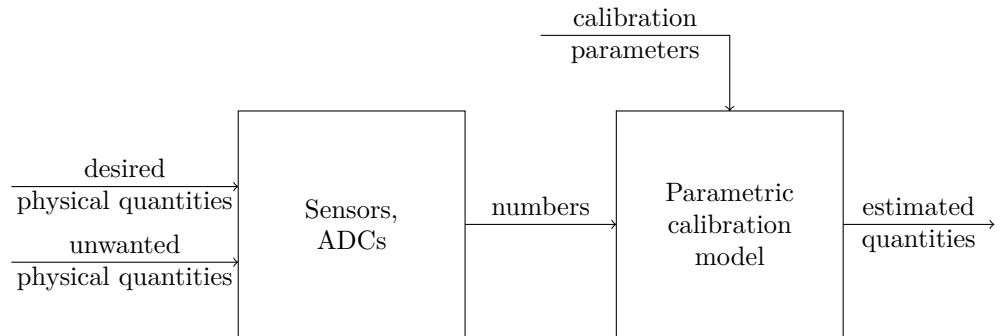 calibration
parameters
desired
physical quantities
unwanted
physical quantities
Sensors,
ADCs
numbers
Parametric
calibration
model
estimated
quantities